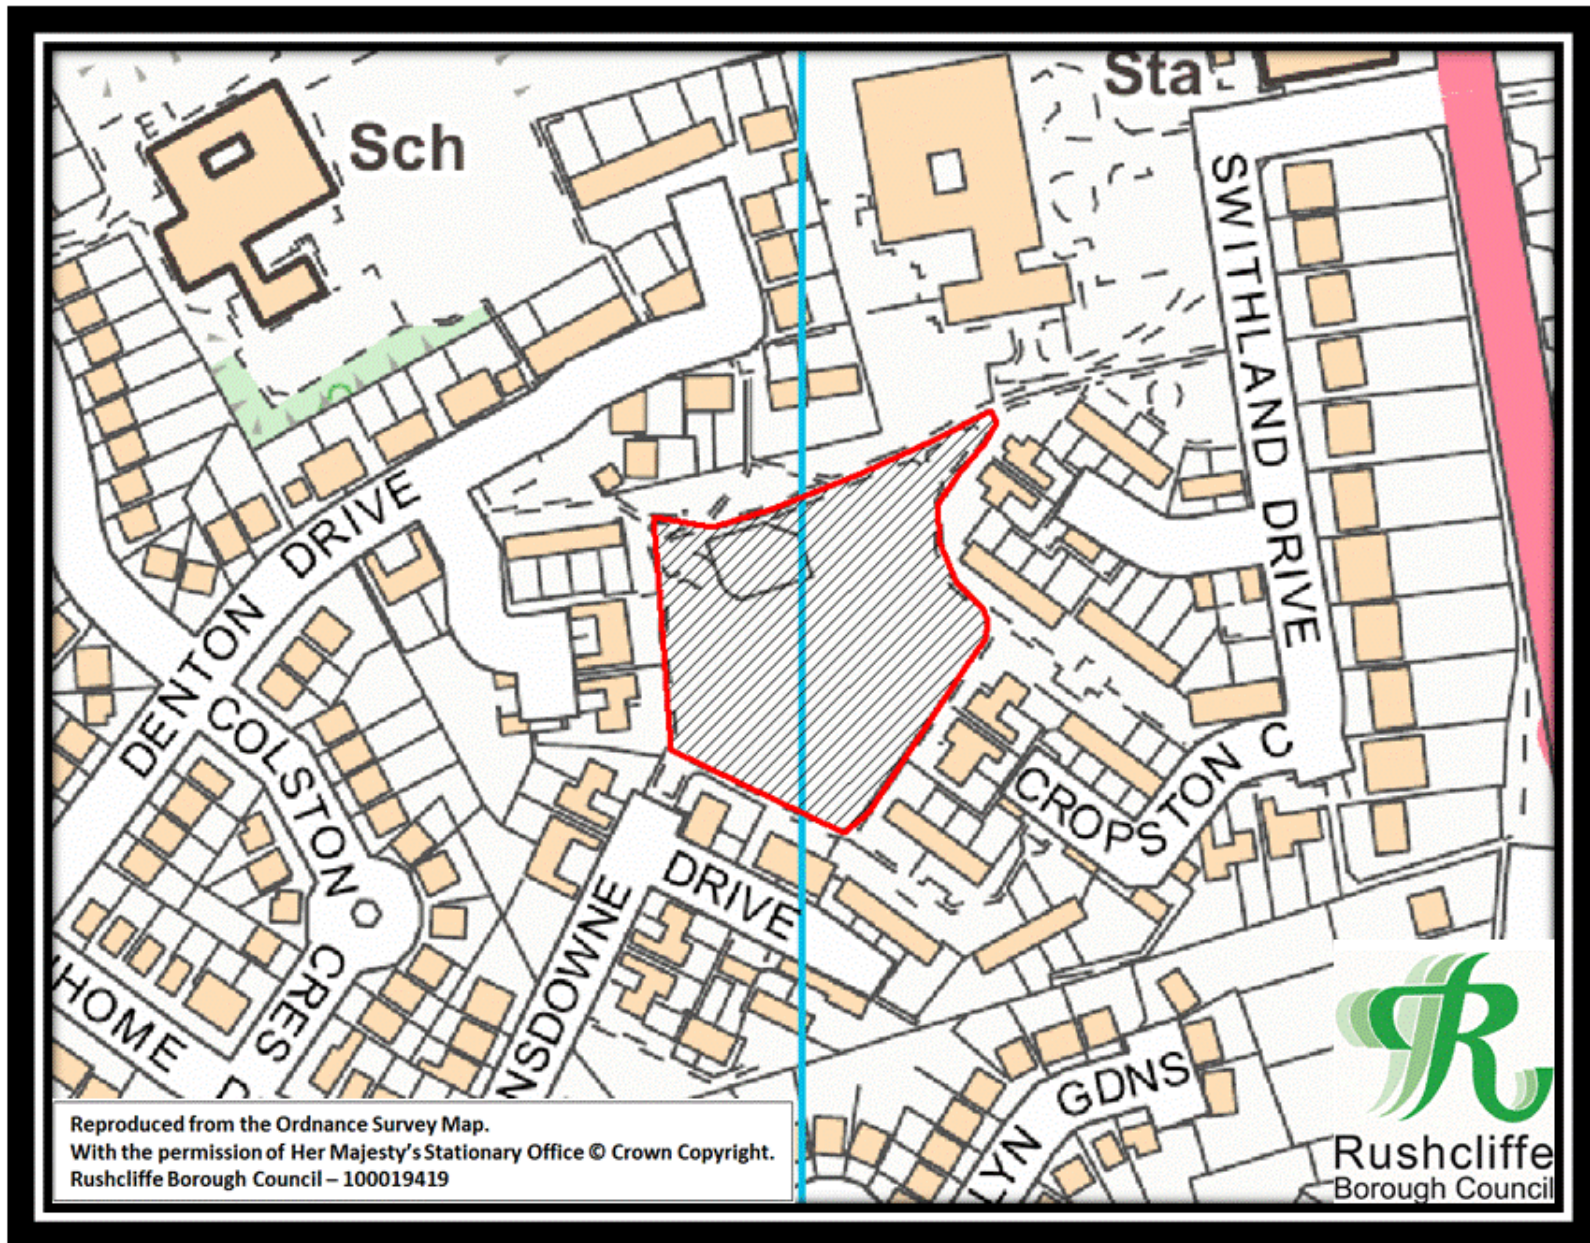 Sch
Sta
SWITHLAND DRIVE
DENTON DRIVE
COLSTON CRES
CROPSTON C
DRIVE
NSDOWNE
HOME D
LYN GDNS
Reproduced from the Ordnance Survey Map.
With the permission of Her Majesty's Stationary Office © Crown Copyright.
Rushcliffe Borough Council – 100019419
R
Rushcliffe
Borough Council